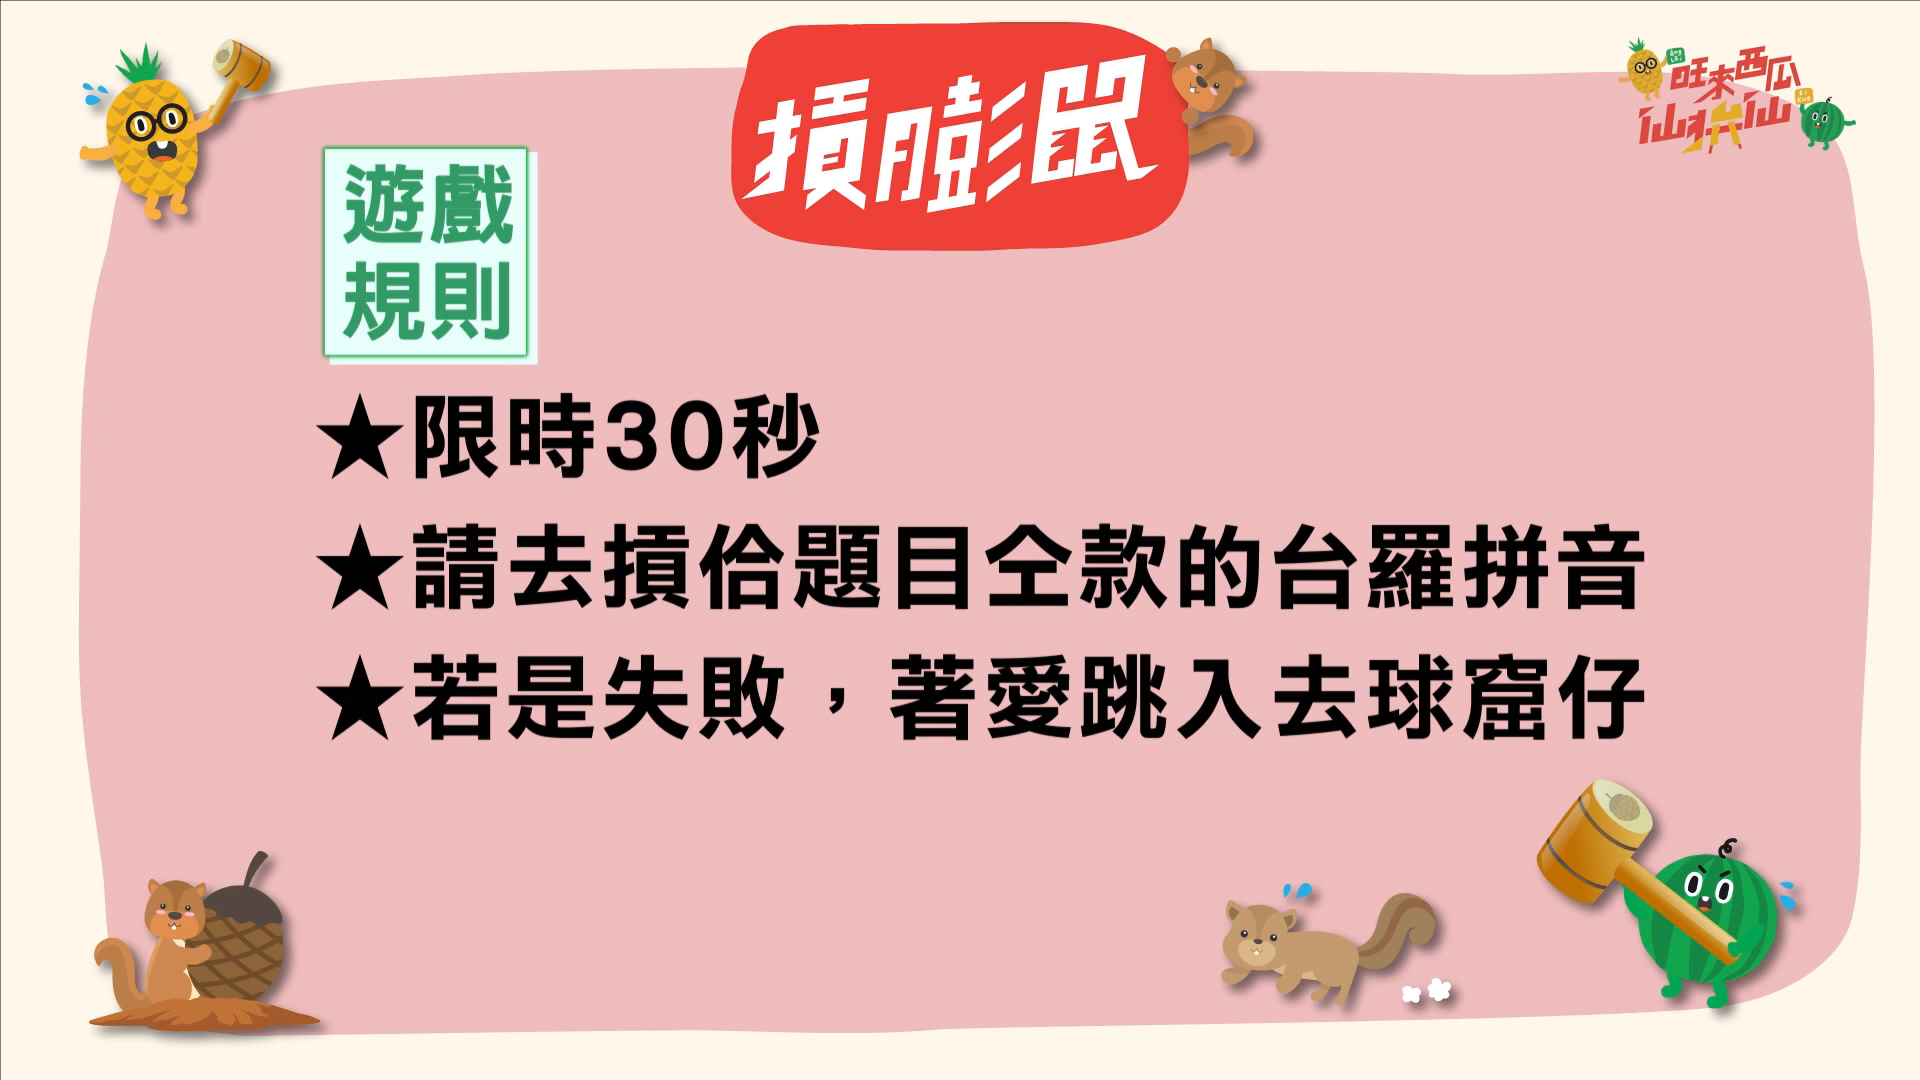 摃膨鼠
旺來西瓜
仙拚仙
遊戲
規則
★限時30秒
★請去摃佮題目仝款的台羅拼音
★若是失敗，著愛跳入去球窟仔